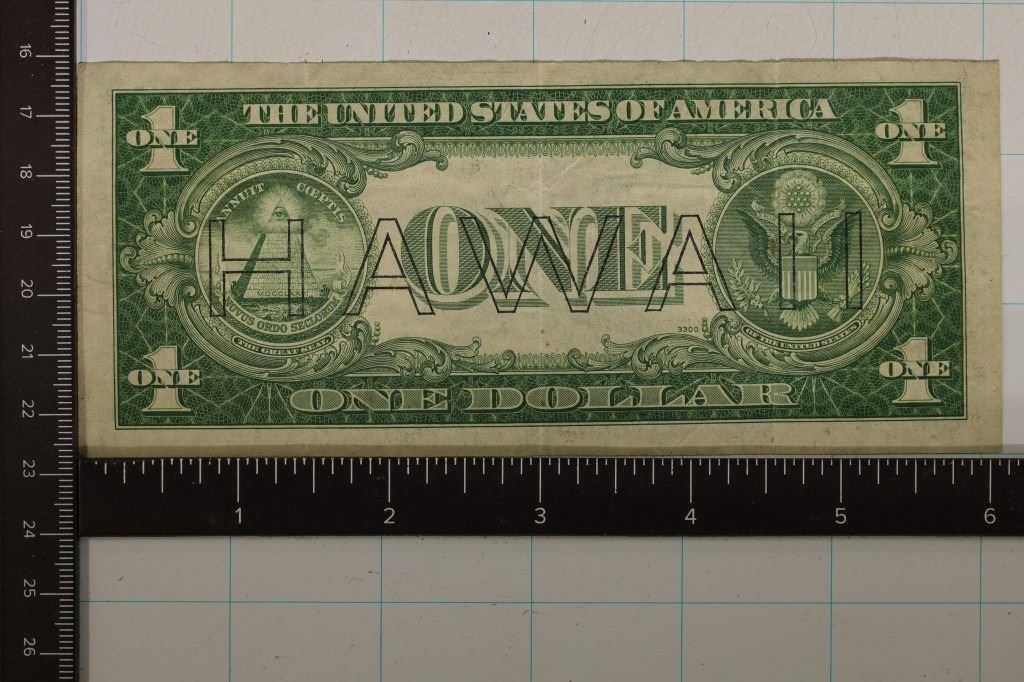 THE UNITED STATES OF AMERICA
1 ONE
1 ONE
ANNUIT CŒPTIS
NOVUS ORDO SECLORUM
THE GREAT SEAL
ONE
HAWAII
3300
OF THE UNITED STATES
1 ONE
1 ONE
ONE DOLLAR
16
17
18
19
20
21
22
23
24
25
26
1 2 3 4 5 6